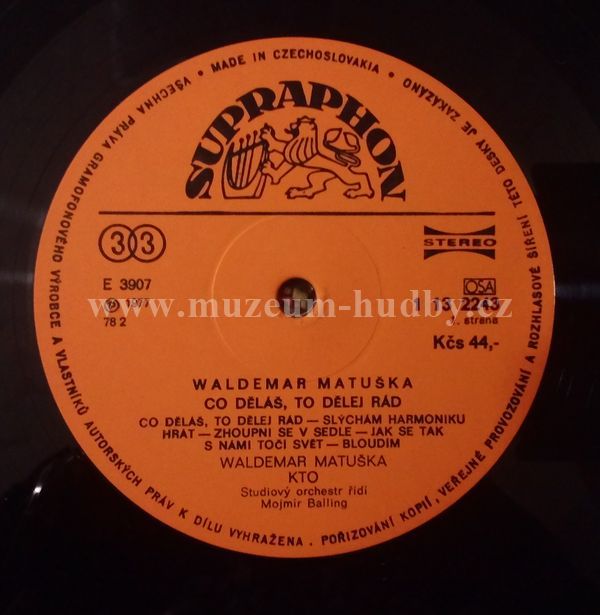 MADE IN CZECHOSLOVAKIA •
VŠECHNA PRÁVA GRAMOFONOVÉHO VÝROBCE A VLASTNÍKŮ AUTORSKÝCH PRÁV K DÍLU VYHRAŽENA. POŘIZOVÁNÍ KOPIÍ, VEŘEJNÉ PROVOZOVÁNÍ A ROZHLASOVÉ ŠÍŘENÍ TÉTO DESKY JE ZAKÁZÁNO
SUPRAPHON
33
STEREO
E 3907
OSA
℗ 1977
1 13 2243
78 2
strana
Kčs 44,-
www.muzeum-hudby.cz
WALDEMAR MATUŠKA
CO DĚLÁŠ, TO DĚLEJ RÁD
CO DĚLÁŠ, TO DĚLEJ RÁD — SLÝCHÁM HARMONIKU
HRÁT — ZHOUPNI SE V SEDLE — JAK SE TAK
S NÁMI TOČÍ SVĚT — BLOUDÍM
WALDEMAR MATUŠKA
KTO
Studiový orchestr řídí
Mojmír Balling